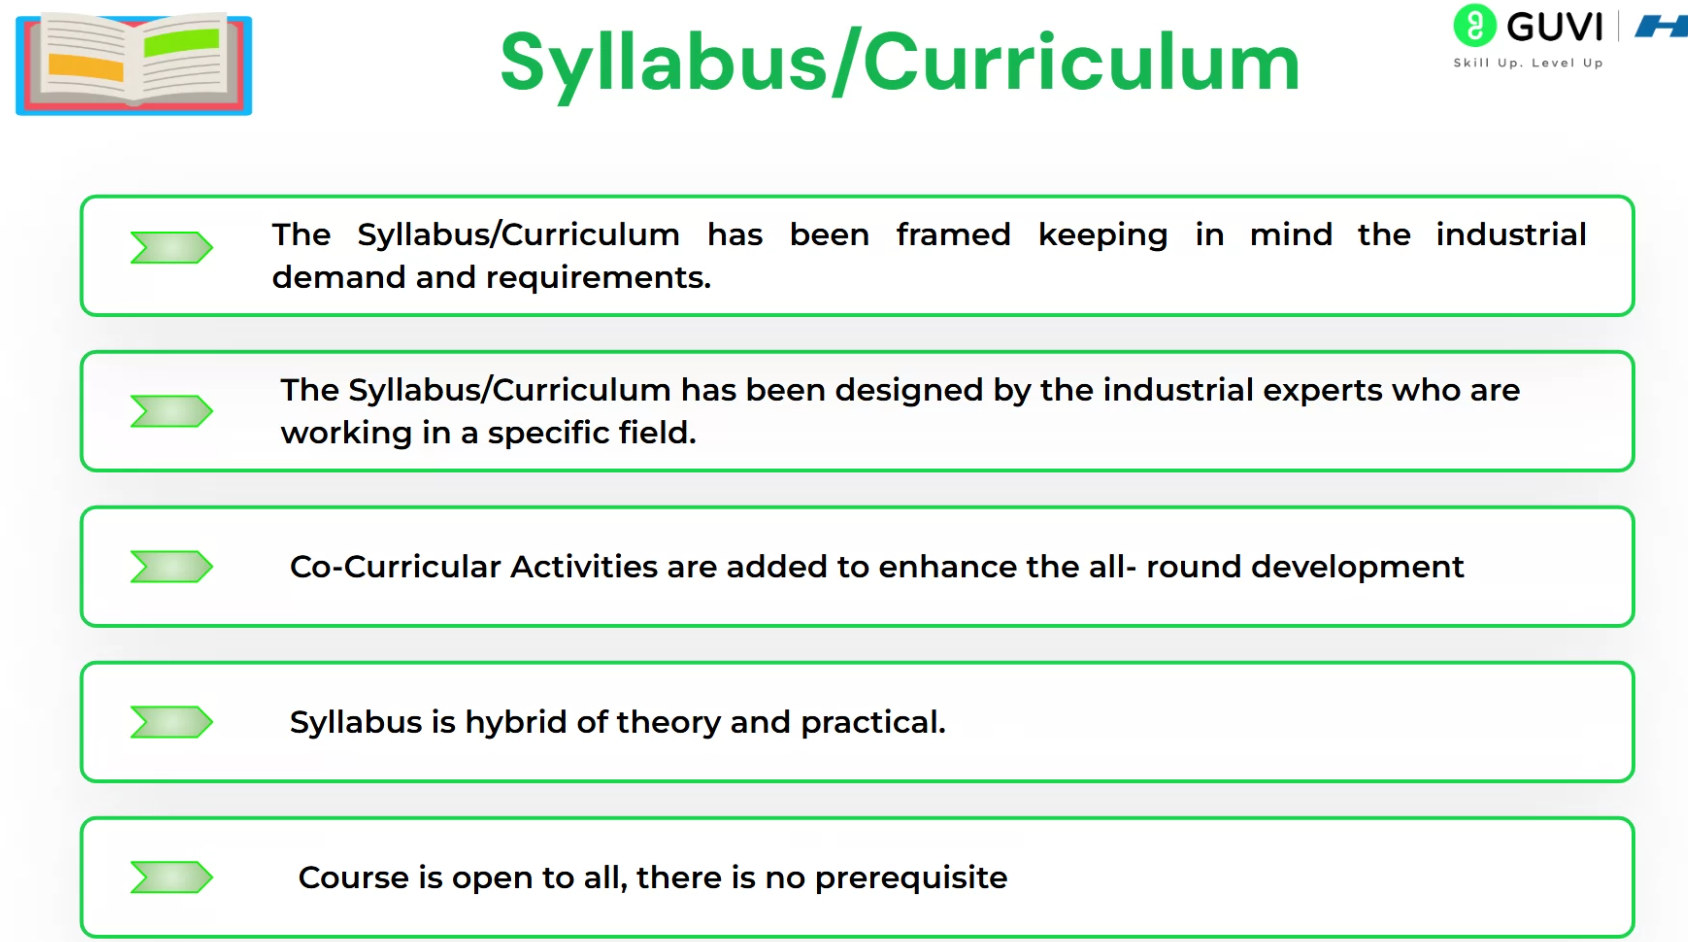 Syllabus/Curriculum
GUVI
Skill Up. Level Up
The Syllabus/Curriculum has been framed keeping in mind the industrial
demand and requirements.
The Syllabus/Curriculum has been designed by the industrial experts who are
working in a specific field.
Co-Curricular Activities are added to enhance the all- round development
Syllabus is hybrid of theory and practical.
Course is open to all, there is no prerequisite